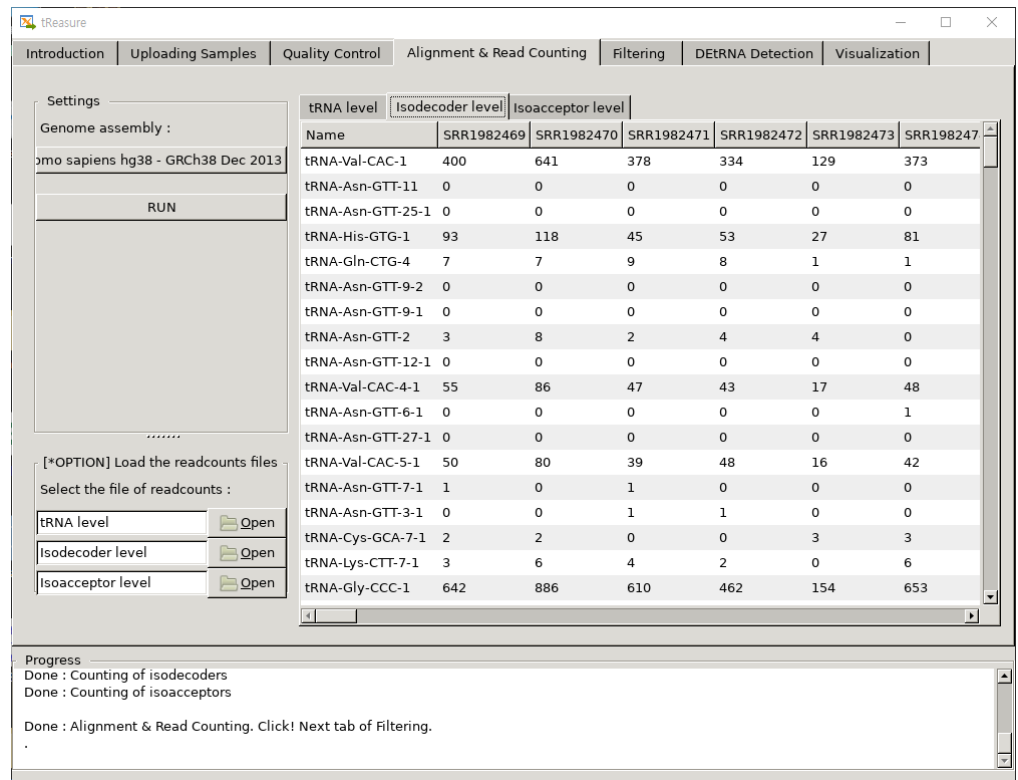 tReasure
Introduction Uploading Samples Quality Control Alignment & Read Counting Filtering DEtRNA Detection Visualization
Settings
Genome assembly :
omo sapiens hg38 - GRCh38 Dec 2013
RUN
tRNA level Isodecoder level Isoacceptor level
Name SRR1982469 SRR1982470 SRR1982471 SRR1982472 SRR1982473 SRR198247
tRNA-Val-CAC-1 400 641 378 334 129 373
tRNA-Asn-GTT-11 0 0 0 0 0 0
tRNA-Asn-GTT-25-1 0 0 0 0 0 0
tRNA-His-GTG-1 93 118 45 53 27 81
tRNA-Gln-CTG-4 7 7 9 8 1 1
tRNA-Asn-GTT-9-2 0 0 0 0 0 0
tRNA-Asn-GTT-9-1 0 0 0 0 0 0
tRNA-Asn-GTT-2 3 8 2 4 4 0
tRNA-Asn-GTT-12-1 0 0 0 0 0 0
tRNA-Val-CAC-4-1 55 86 47 43 17 48
tRNA-Asn-GTT-6-1 0 0 0 0 0 1
tRNA-Asn-GTT-27-1 0 0 0 0 0 0
tRNA-Val-CAC-5-1 50 80 39 48 16 42
tRNA-Asn-GTT-7-1 1 0 1 0 0 0
tRNA-Asn-GTT-3-1 0 0 1 1 0 0
tRNA-Cys-GCA-7-1 2 2 0 0 3 3
tRNA-Lys-CTT-7-1 3 6 4 2 0 6
tRNA-Gly-CCC-1 642 886 610 462 154 653
[*OPTION] Load the readcounts files
Select the file of readcounts :
tRNA level Open
Isodecoder level Open
Isoacceptor level Open
Progress
Done : Counting of isodecoders
Done : Counting of isoacceptors
Done : Alignment & Read Counting. Click! Next tab of Filtering.
.